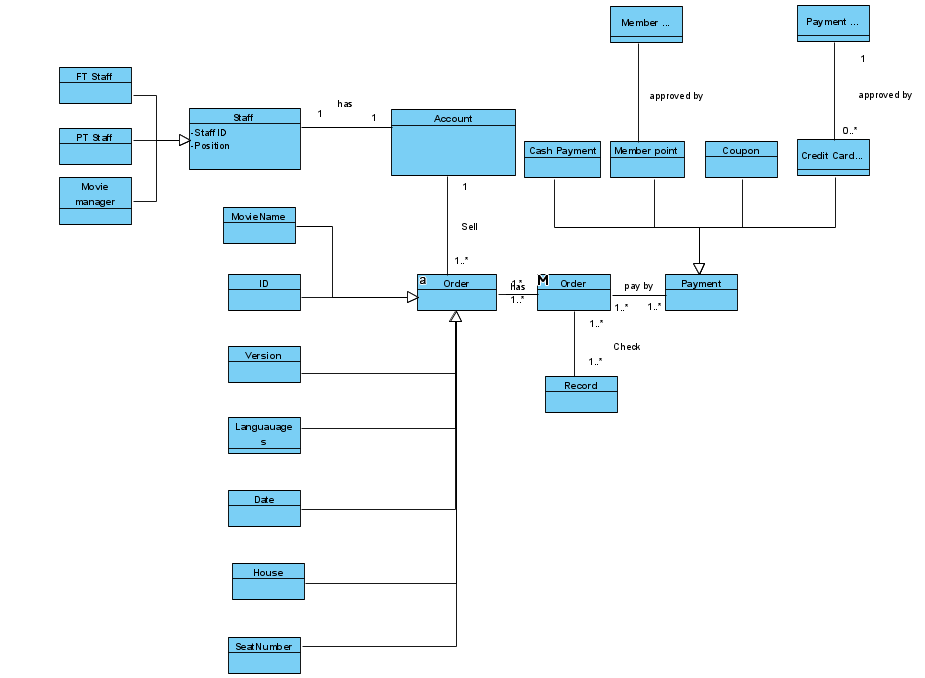 Member ...
Payment ...
1
approved by
approved by
0..*
FT Staff
PT Staff
Movie
manager
Staff
-Staff ID
-Position
has
1
1
Account
Cash Payment
Member point
Coupon
Credit Card...
1
Sell
1..*
MovieName
ID
a
Order
has
1..*
M
Order
pay by
1..*
1..*
Payment
1..*
Check
1..*
Record
Version
Languauage
s
Date
House
SeatNumber